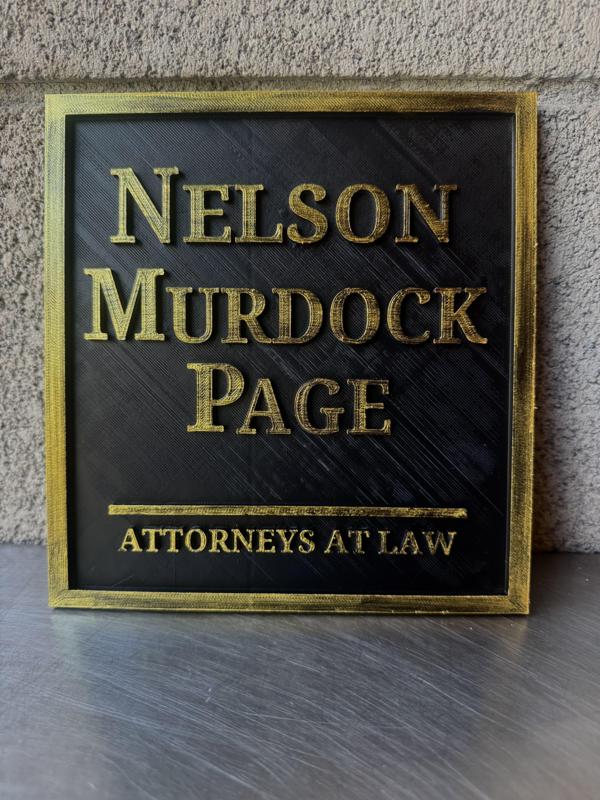 NELSON
MURDOCK
PAGE
ATTORNEYS AT LAW